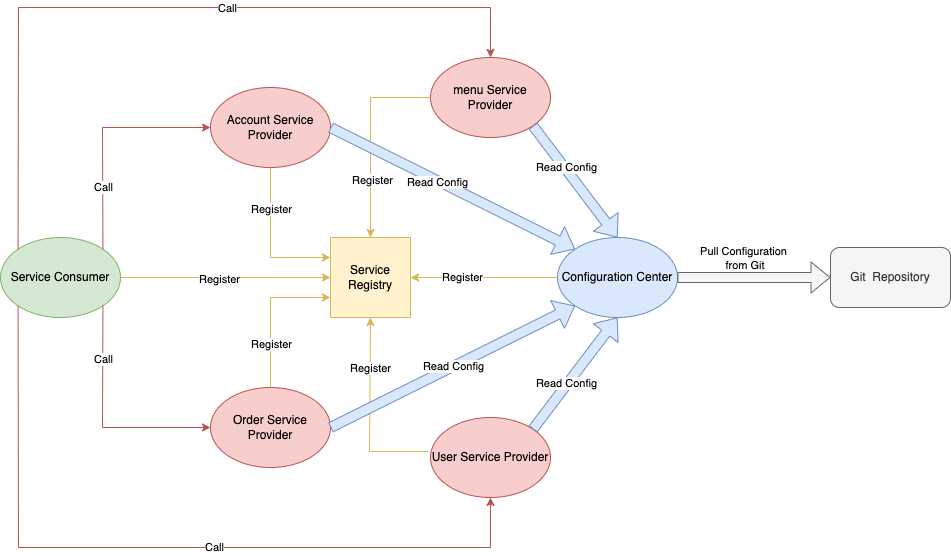 Call
menu Service
Provider
Account Service
Provider
Read Config
Call
Register
Read Config
Register
Service Consumer
Register
Service
Registry
Register
Configuration Center
Pull Configuration
from Git
Git Repository
Register
Call
Register
Read Config
Read Config
Order Service
Provider
User Service Provider
Call